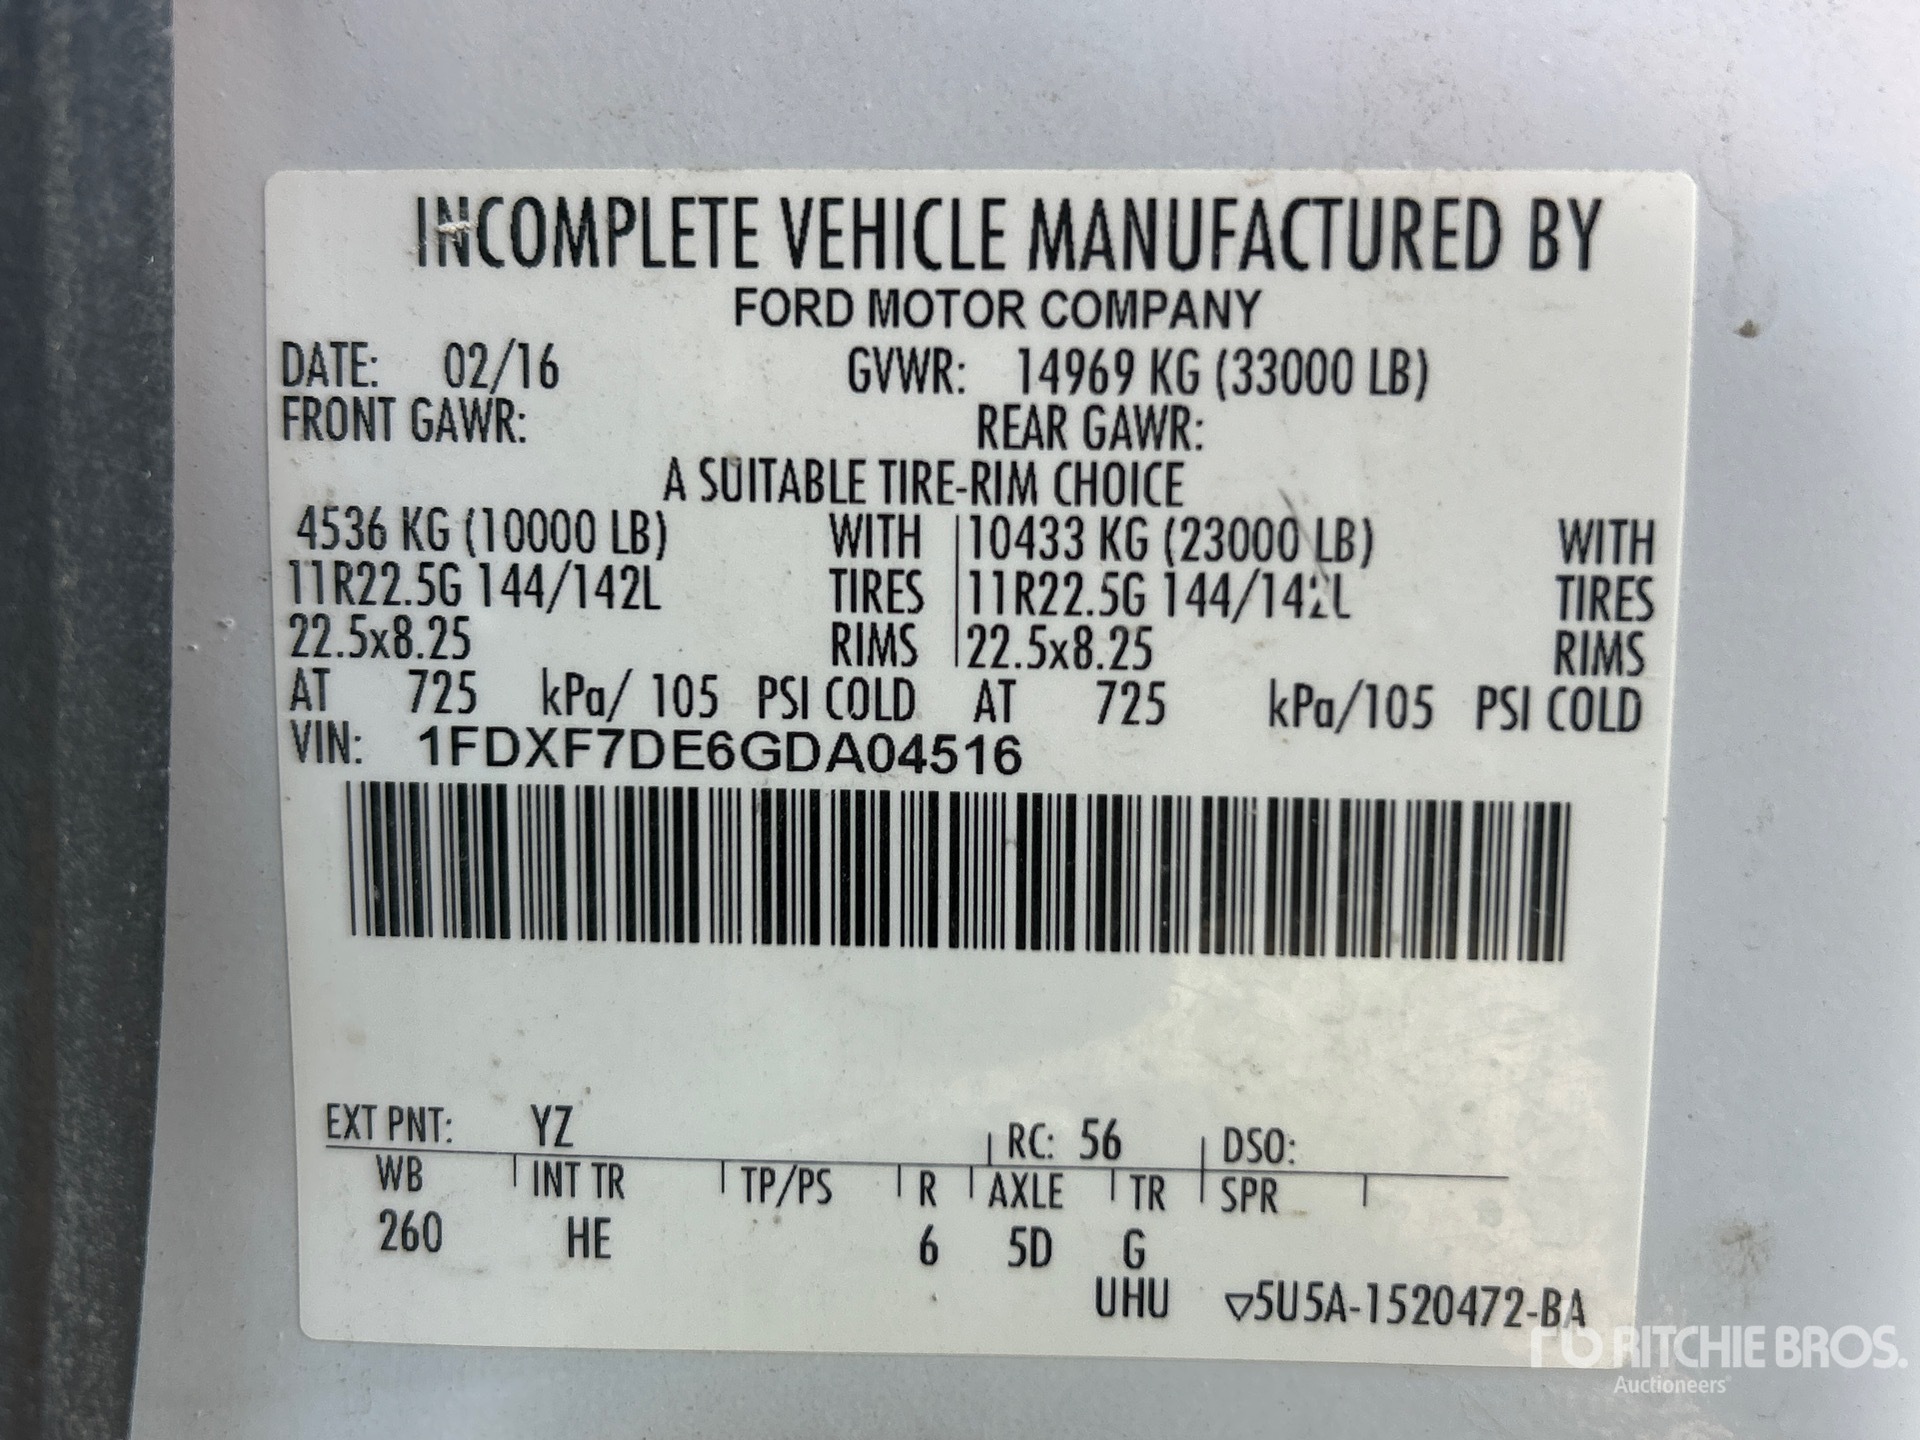 INCOMPLETE VEHICLE MANUFACTURED BY
FORD MOTOR COMPANY
DATE: 02/16 GVWR: 14969 KG (33000 LB)
FRONT GAWR: REAR GAWR:
A SUITABLE TIRE-RIM CHOICE
4536 KG (10000 LB) WITH 10433 KG (23000 LB) WITH
11R22.5G 144/142L TIRES 11R22.5G 144/142L TIRES
22.5x8.25 RIMS 22.5x8.25 RIMS
AT 725 kPa/ 105 PSI COLD AT 725 kPa/105 PSI COLD
VIN: 1FDXF7DE6GDA04516
EXT PNT: YZ RC: 56 DSO:
WB INT TR TP/PS R AXLE TR SPR
260 HE 6 5D G
UHU ▽5U5A-1520472-BA
rb RITCHIE BROS.
Auctioneers